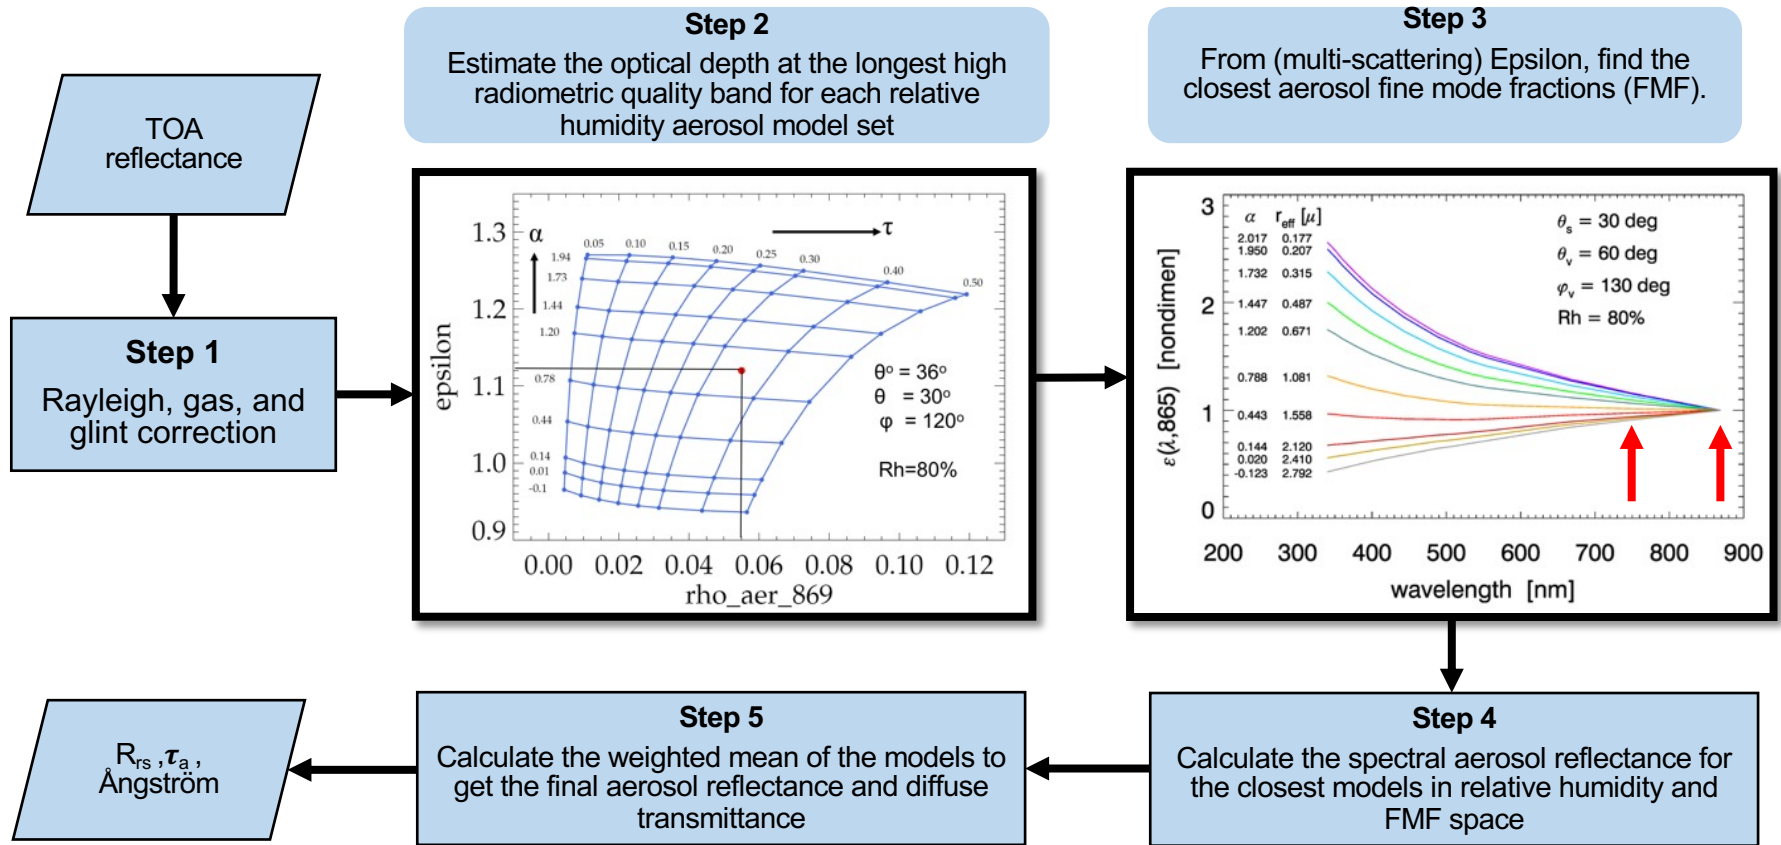 TOA
reflectance
Step 1
Rayleigh, gas, and
glint correction
Step 2
Estimate the optical depth at the longest high
radiometric quality band for each relative
humidity aerosol model set
1.3
1.2
1.1
1.0
0.9
epsilon
α
τ
0.05 0.10 0.15 0.20 0.25 0.30 0.40 0.50
1.94
1.73
1.44
1.20
0.78
0.44
0.14
0.01
-0.1
θº = 36º
θ = 30º
φ = 120º
Rh=80%
0.00 0.02 0.04 0.06 0.08 0.10 0.12
rho_aer_869
Step 3
From (multi-scattering) Epsilon, find the
closest aerosol fine mode fractions (FMF).
3
2
1
0
ε(λ,865) [nondimen]
α r_eff [μ]
2.017 0.177
1.950 0.207
1.732 0.315
1.447 0.487
1.202 0.671
0.788 1.081
0.443 1.558
0.144 2.120
0.020 2.410
-0.123 2.792
θs = 30 deg
θv = 60 deg
φv = 130 deg
Rh = 80%
200 300 400 500 600 700 800 900
wavelength [nm]
Step 4
Calculate the spectral aerosol reflectance for
the closest models in relative humidity and
FMF space
Step 5
Calculate the weighted mean of the models to
get the final aerosol reflectance and diffuse
transmittance
Rrs ,τa ,
Ångström